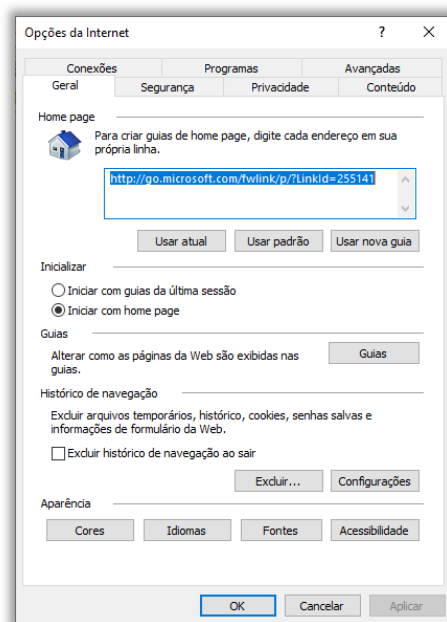 Opções da Internet ? ×
Conexões Programas Avançadas
Geral Segurança Privacidade Conteúdo
Home page
Para criar guias de home page, digite cada endereço em sua
própria linha.
http://go.microsoft.com/fwlink/p/?LinkId=255141
Usar atual Usar padrão Usar nova guia
Inicializar
Iniciar com guias da última sessão
Iniciar com home page
Guias
Alterar como as páginas da Web são exibidas nas
guias.
Guias
Histórico de navegação
Excluir arquivos temporários, histórico, cookies, senhas salvas e
informações de formulário da Web.
Excluir histórico de navegação ao sair
Excluir... Configurações
Aparência
Cores Idiomas Fontes Acessibilidade
OK Cancelar Aplicar